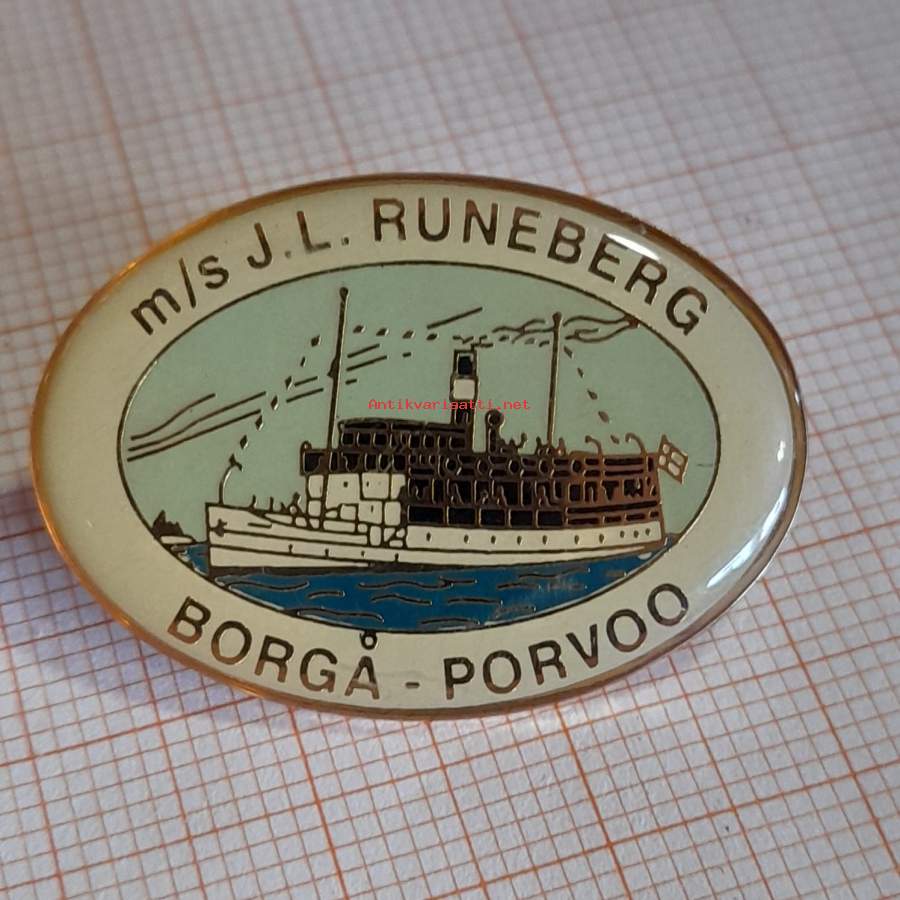 m/s J.L. RUNEBERG
Antikvariaatti.net
BORGÅ - PORVOO